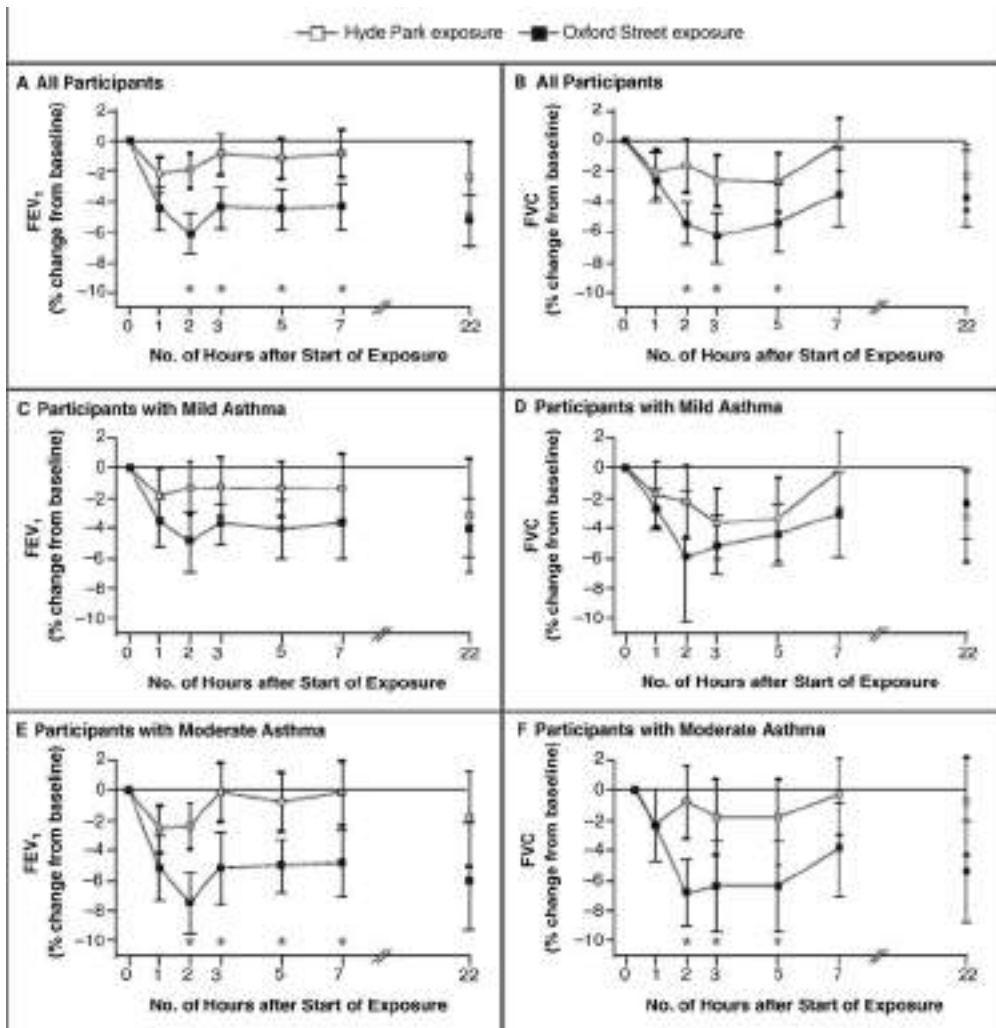 Hyde Park exposure Oxford Street exposure
A All Participants
FEV1
(% change from baseline)
2
0
−2
−4
−6
−8
−10
* * * *
0 1 2 3 5 7 22
No. of Hours after Start of Exposure
B All Participants
FVC
(% change from baseline)
2
0
−2
−4
−6
−8
−10
* * *
0 1 2 3 5 7 22
No. of Hours after Start of Exposure
C Participants with Mild Asthma
FEV1
(% change from baseline)
2
0
−2
−4
−6
−8
−10
0 1 2 3 5 7 22
No. of Hours after Start of Exposure
D Participants with Mild Asthma
FVC
(% change from baseline)
2
0
−2
−4
−6
−8
−10
0 1 2 3 5 7 22
No. of Hours after Start of Exposure
E Participants with Moderate Asthma
FEV1
(% change from baseline)
2
0
−2
−4
−6
−8
−10
* * * *
0 1 2 3 5 7 22
No. of Hours after Start of Exposure
F Participants with Moderate Asthma
FVC
(% change from baseline)
2
0
−2
−4
−6
−8
−10
* * *
0 1 2 3 5 7 22
No. of Hours after Start of Exposure